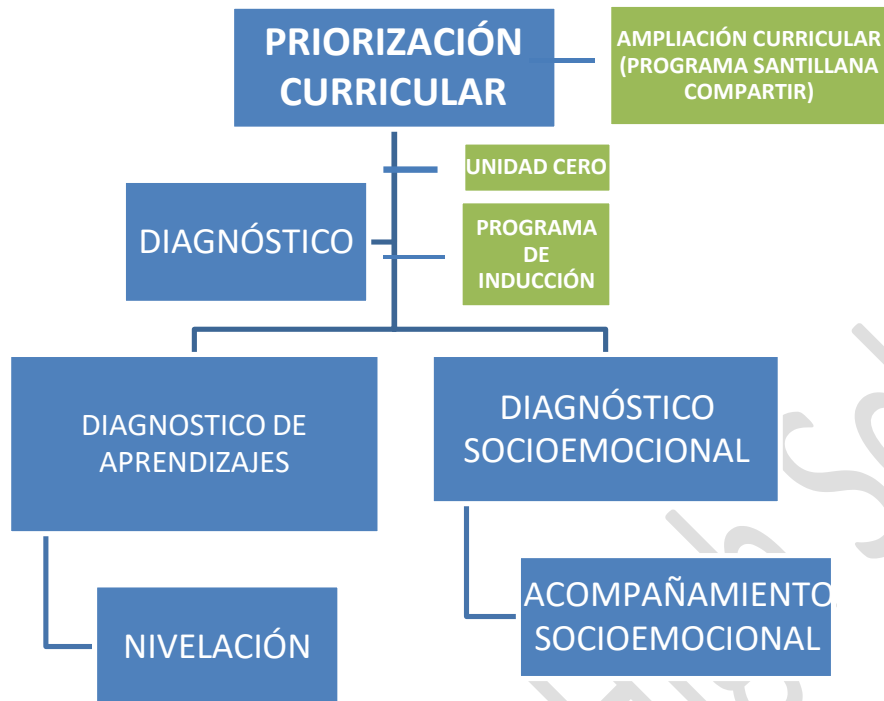 PRIORIZACIÓN
CURRICULAR
AMPLIACIÓN CURRICULAR
(PROGRAMA SANTILLANA
COMPARTIR)
UNIDAD CERO
DIAGNÓSTICO
PROGRAMA
DE
INDUCCIÓN
DIAGNOSTICO DE
APRENDIZAJES
DIAGNÓSTICO
SOCIOEMOCIONAL
NIVELACIÓN
ACOMPAÑAMIENTO
SOCIOEMOCIONAL